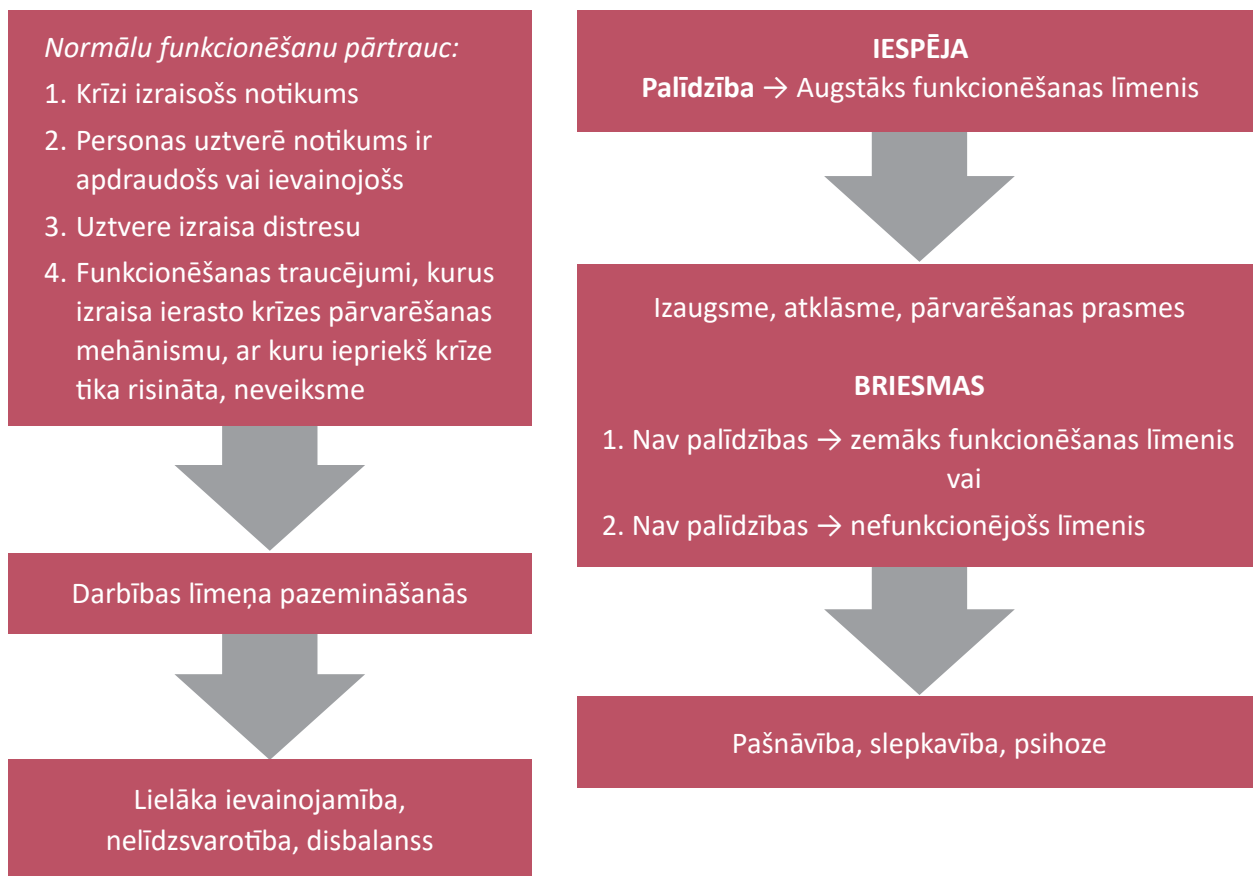 Normālu funkcionēšanu pārtrauc:
1. Krīzi izraisošs notikums
2. Personas uztverē notikums ir
apdraudošs vai ievainojošs
3. Uztvere izraisa distresu
4. Funkcionēšanas traucējumi, kurus
izraisa ierasto krīzes pārvarēšanas
mehānismu, ar kuru iepriekš krīze
tika risināta, neveiksme
Darbības līmeņa pazemināšanās
Lielāka ievainojamība,
nelīdzsvarotība, disbalanss
IESPĒJA
Palīdzība → Augstāks funkcionēšanas līmenis
Izaugsme, atklāsme, pārvarēšanas prasmes
BRIESMAS
1. Nav palīdzības → zemāks funkcionēšanas līmenis
vai
2. Nav palīdzības → nefunkcionējošs līmenis
Pašnāvība, slepkavība, psihoze